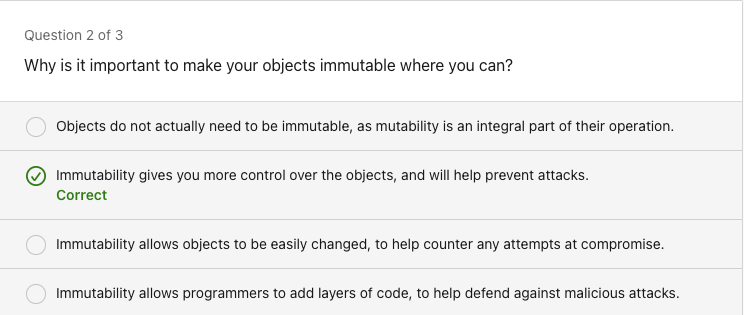 Question 2 of 3
Why is it important to make your objects immutable where you can?
Objects do not actually need to be immutable, as mutability is an integral part of their operation.
Immutability gives you more control over the objects, and will help prevent attacks.
Correct
Immutability allows objects to be easily changed, to help counter any attempts at compromise.
Immutability allows programmers to add layers of code, to help defend against malicious attacks.